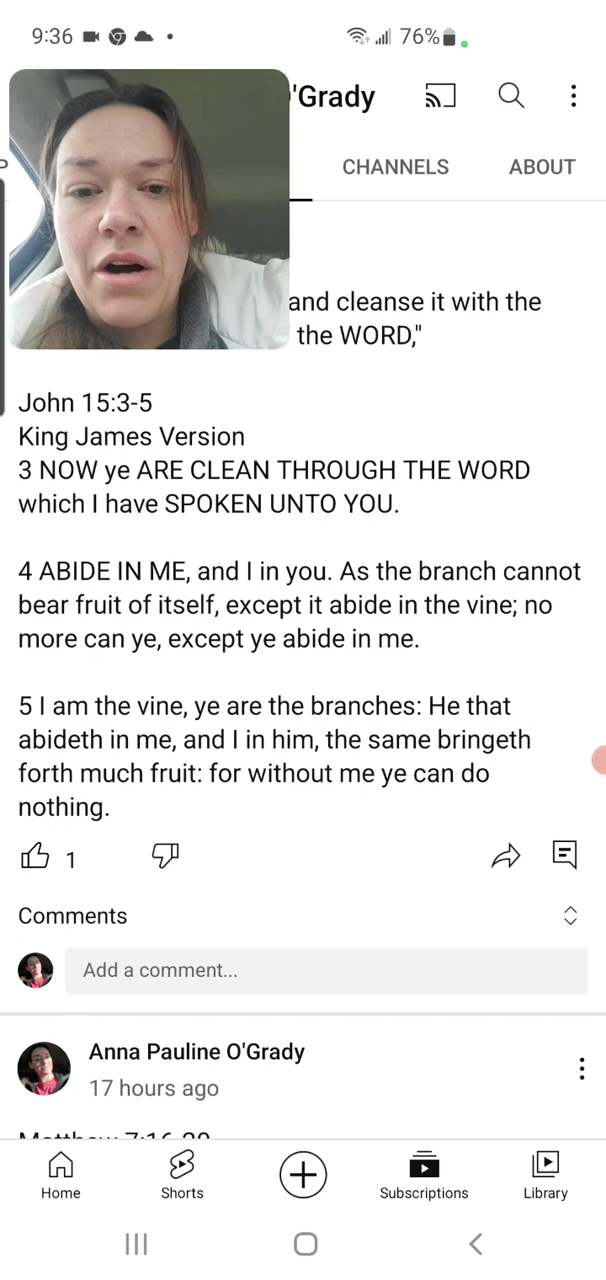 9:36
76%
'Grady
CHANNELS
ABOUT
and cleanse it with the
the WORD,"
John 15:3-5
King James Version
3 NOW ye ARE CLEAN THROUGH THE WORD
which I have SPOKEN UNTO YOU.
4 ABIDE IN ME, and I in you. As the branch cannot
bear fruit of itself, except it abide in the vine; no
more can ye, except ye abide in me.
5 I am the vine, ye are the branches: He that
abideth in me, and I in him, the same bringeth
forth much fruit: for without me ye can do
nothing.
1
Comments
Add a comment...
Anna Pauline O'Grady
17 hours ago
Matthew 7:16-20
Home
Shorts
Subscriptions
Library